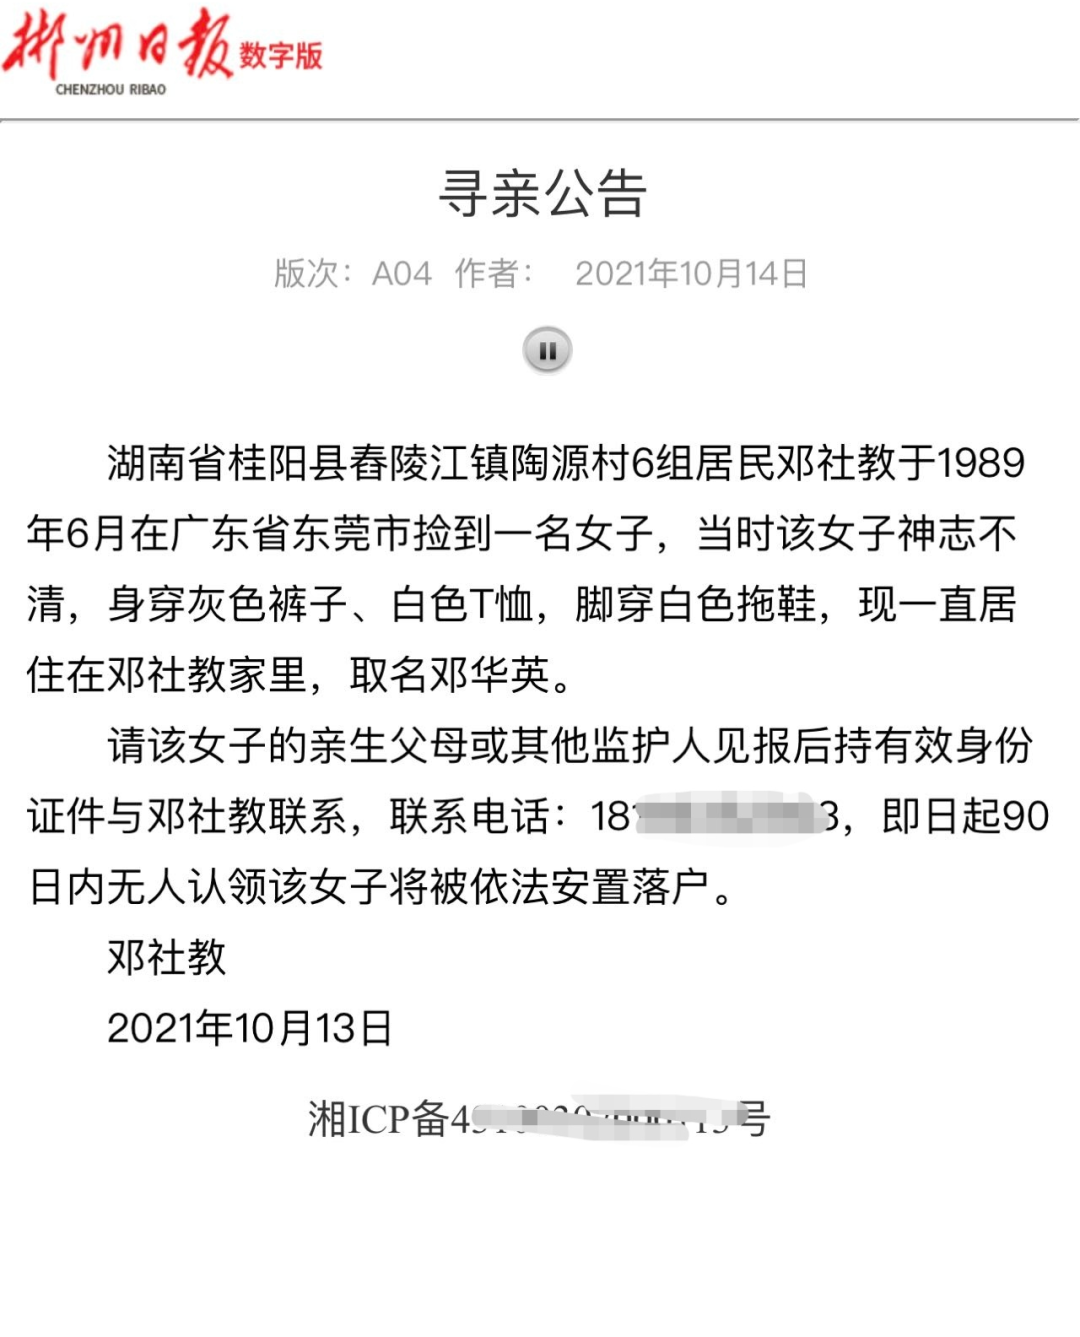 郴州日报 数字版
CHENZHOU RIBAO
寻亲公告
版次：A04 作者： 2021年10月14日
湖南省桂阳县舂陵江镇陶源村6组居民邓社教于1989
年6月在广东省东莞市捡到一名女子，当时该女子神志不
清，身穿灰色裤子、白色T恤，脚穿白色拖鞋，现一直居
住在邓社教家里，取名邓华英。
请该女子的亲生父母或其他监护人见报后持有效身份
证件与邓社教联系，联系电话：18 3，即日起90
日内无人认领该女子将被依法安置落户。
邓社教
2021年10月13日
湘ICP备4 号